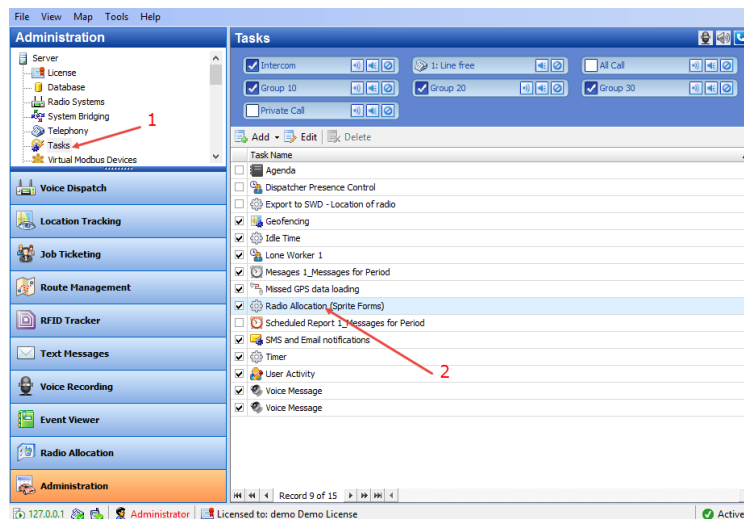 File View Map Tools Help
Administration
Server
License
Database
Radio Systems
System Bridging
Telephony
Tasks
Virtual Modbus Devices
1
Voice Dispatch
Location Tracking
Job Ticketing
Route Management
RFID Tracker
Text Messages
Voice Recording
Event Viewer
Radio Allocation
Administration
Tasks
Intercom
1: Line free
All Call
Group 10
Group 20
Group 30
Private Call
Add Edit Delete
Task Name
Agenda
Dispatcher Presence Control
Export to SWD - Location of radio
Geofencing
Idle Time
Lone Worker 1
Mesages 1_Messages for Period
Missed GPS data loading
Radio Allocation (Sprite Forms)
Scheduled Report 1_Messages for Period
SMS and Email notifications
Timer
User Activity
Voice Message
Voice Message
2
Record 9 of 15
127.0.0.1 Administrator Licensed to: demo Demo License Active